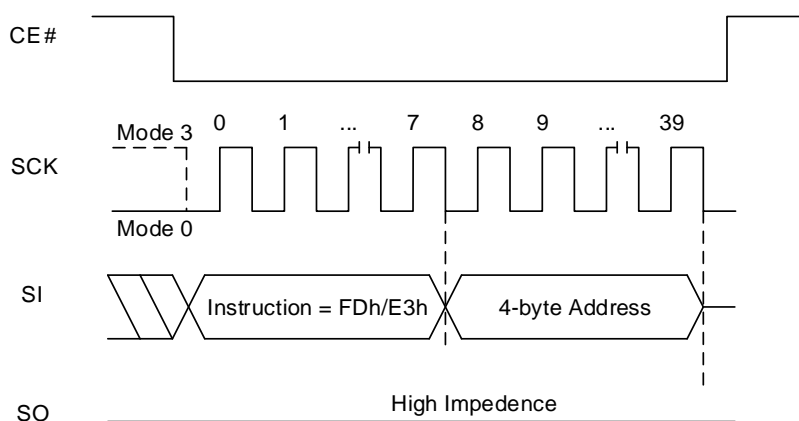 CE#
Mode 3 0 1 ... 7 8 9 ... 39
SCK
Mode 0
SI Instruction = FDh/E3h 4-byte Address
High Impedence
SO